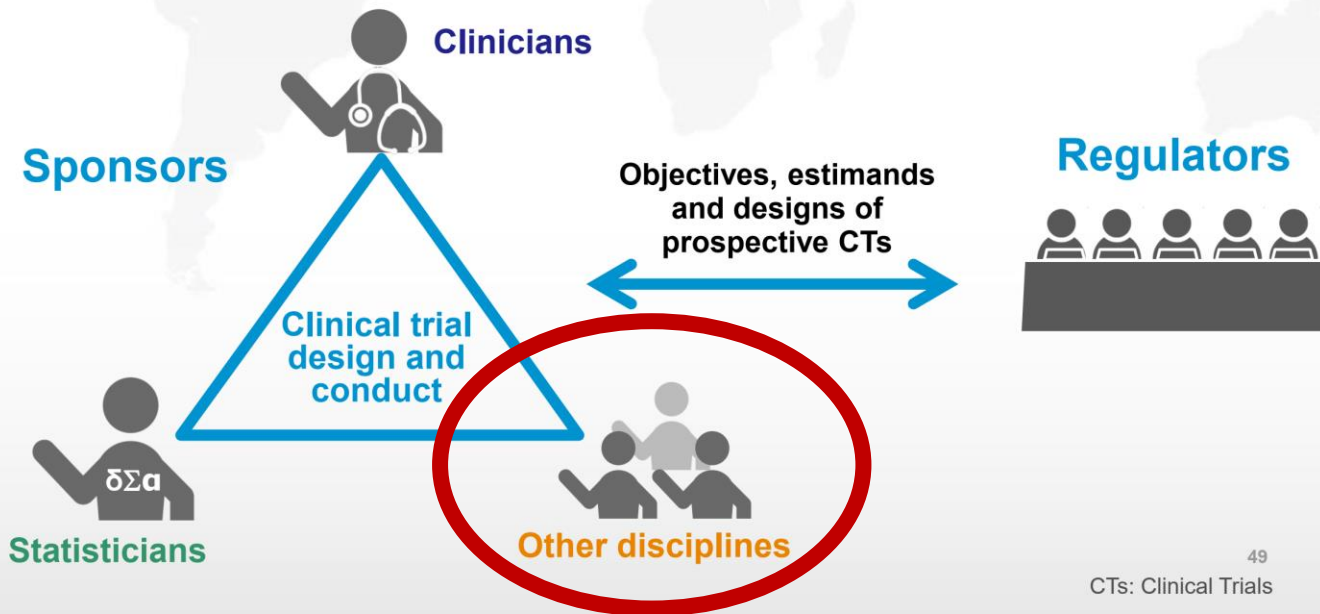 Clinicians
Sponsors
Regulators
Objectives, estimands
and designs of
prospective CTs
Clinical trial
design and
conduct
δΣα
Statisticians
Other disciplines
49
CTs: Clinical Trials